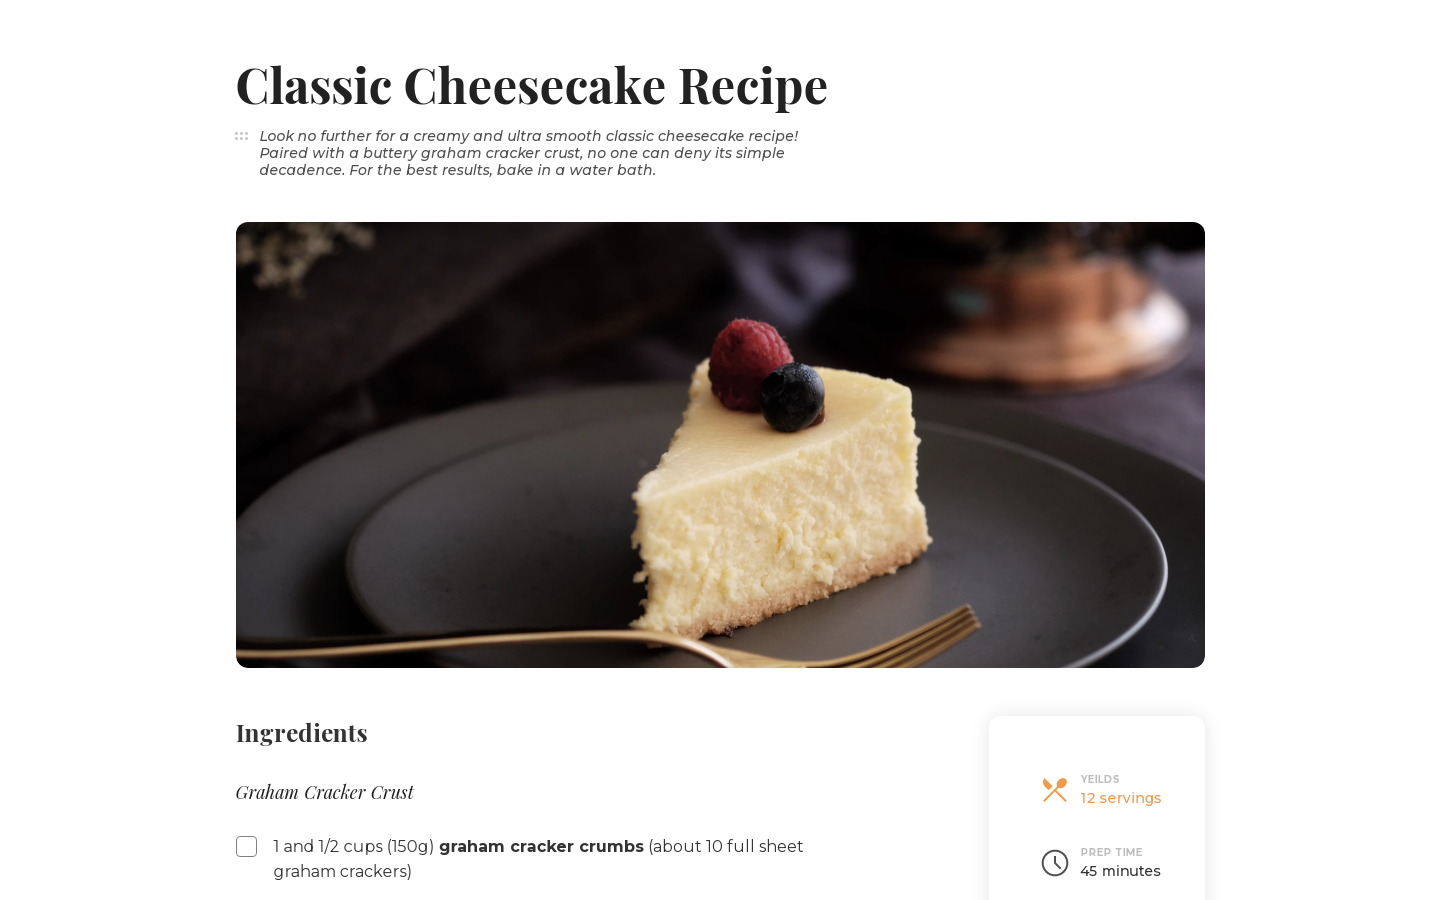 Classic Cheesecake Recipe
Look no further for a creamy and ultra smooth classic cheesecake recipe!
Paired with a buttery graham cracker crust, no one can deny its simple
decadence. For the best results, bake in a water bath.
Ingredients
Graham Cracker Crust
1 and 1/2 cups (150g) graham cracker crumbs (about 10 full sheet
graham crackers)
YEILDS
12 servings
PREP TIME
45 minutes